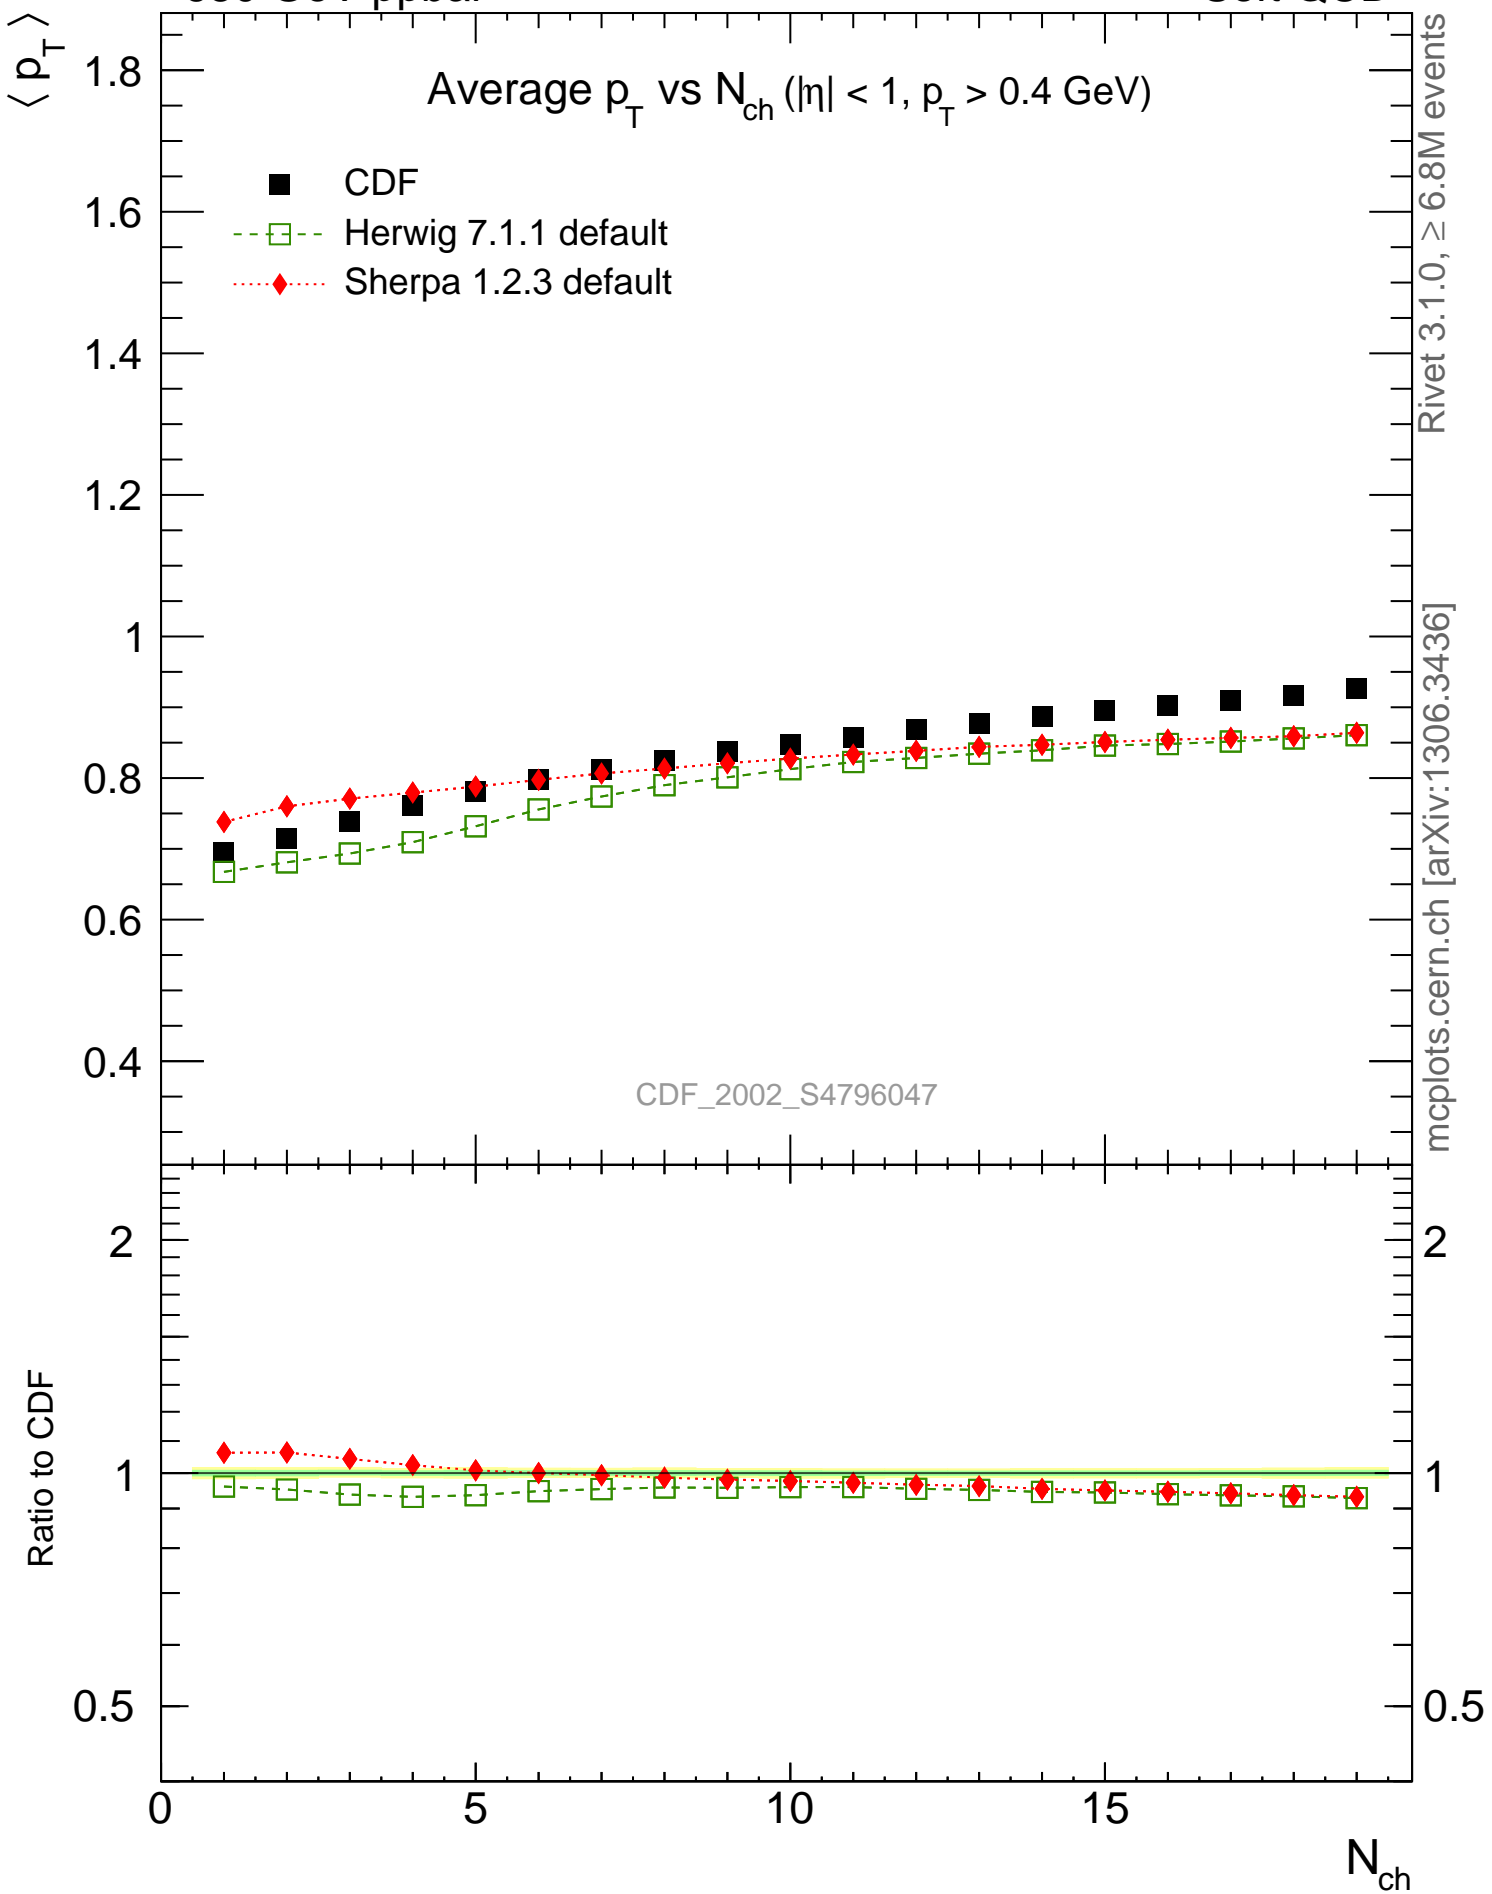 ⟨ p_T ⟩
Average p_T vs N_ch (|η| < 1, p_T > 0.4 GeV)
CDF
Herwig 7.1.1 default
Sherpa 1.2.3 default
1.8
1.6
1.4
1.2
1
0.8
0.6
0.4
CDF_2002_S4796047
Rivet 3.1.0, ≥ 6.8M events
mcplots.cern.ch [arXiv:1306.3436]
Ratio to CDF
2
1
0.5
2
1
0.5
0
5
10
15
N_ch